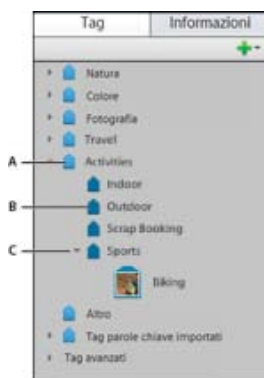 Tag Informazioni
Natura
Colore
Fotografia
Travel
A Activities
Indoor
B Outdoor
Scrap Booking
C Sports
Biking
Altro
Tag parole chiave importati
Tag avanzati